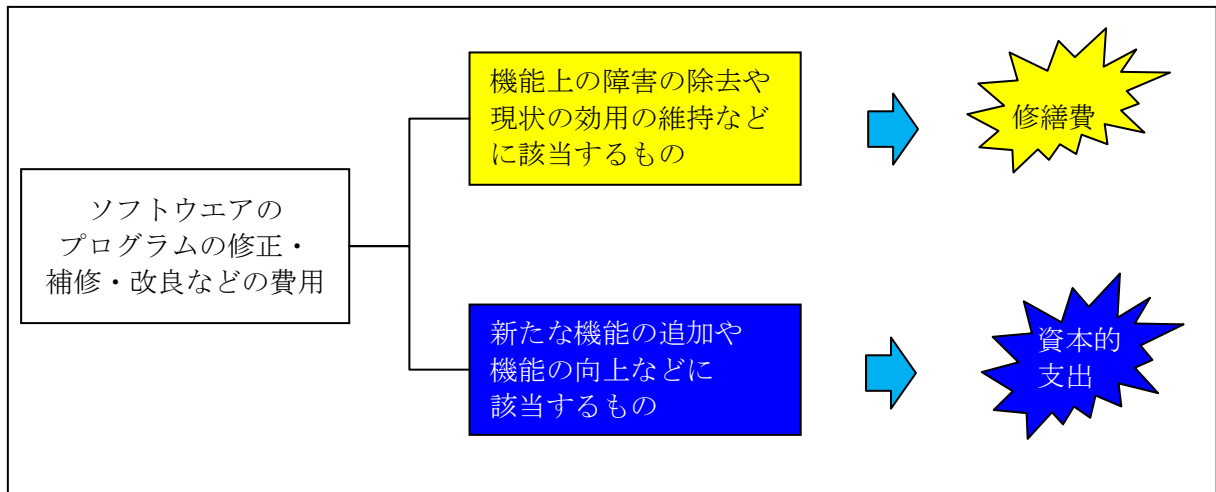 ソフトウエアの
プログラムの修正・
補修・改良などの費用
機能上の障害の除去や
現状の効用の維持など
に該当するもの
修繕費
新たな機能の追加や
機能の向上などに
該当するもの
資本的
支出